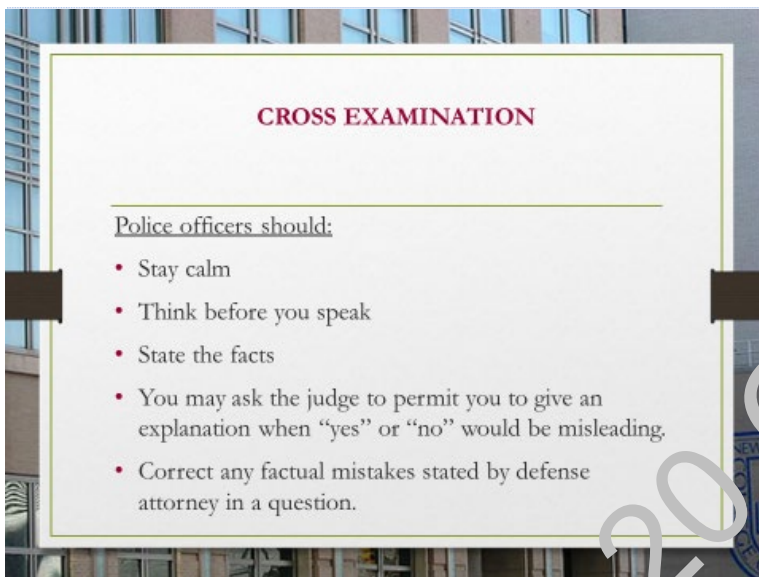 CROSS EXAMINATION
Police officers should:
• Stay calm
• Think before you speak
• State the facts
• You may ask the judge to permit you to give an
explanation when “yes” or “no” would be misleading.
• Correct any factual mistakes stated by defense
attorney in a question.
20
NEW